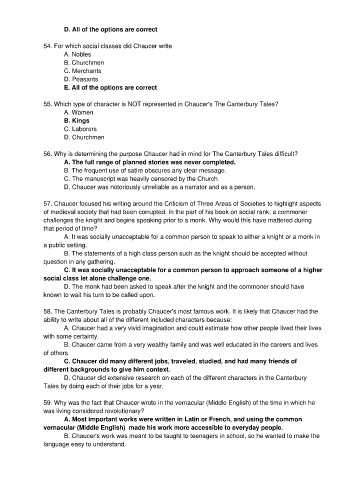 D. All of the options are correct
54. For which social classes did Chaucer write
A. Nobles
B. Churchmen
C. Merchants
D. Peasants
E. All of the options are correct
55. Which type of character is NOT represented in Chaucer's The Canterbury Tales?
A. Women
B. Kings
C. Laborers
D. Churchmen
56. Why is determining the purpose Chaucer had in mind for The Canterbury Tales difficult?
A. The full range of planned stories was never completed.
B. The frequent use of satire obscures any clear message.
C. The manuscript was heavily censored by the Church.
D. Chaucer was notoriously unreliable as a narrator and as a person.
57. Chaucer focused his writing around the Criticism of Three Areas of Societies to highlight aspects
of medieval society that had been corrupted. In the part of his book on social rank, a commoner
challenges the knight and begins speaking prior to a monk. Why would this have mattered during
that period of time?
A. It was socially unacceptable for a common person to speak to either a knight or a monk in
a public setting.
B. The statements of a high class person such as the knight should be accepted without
question in any gathering.
C. It was socially unacceptable for a common person to approach someone of a higher
social class let alone challenge one.
D. The monk had been asked to speak after the knight and the commoner should have
known to wait his turn to be called upon.
58. The Canterbury Tales is probably Chaucer's most famous work. It is likely that Chaucer had the
ability to write about all of the different included characters because:
A. Chaucer had a very vivid imagination and could estimate how other people lived their lives
with some certainty.
B. Chaucer came from a very wealthy family and was well educated in the careers and lives
of others.
C. Chaucer did many different jobs, traveled, studied, and had many friends of
different backgrounds to give him context.
D. Chaucer did extensive research on each of the different characters in the Canterbury
Tales by doing each of their jobs for a year.
59. Why was the fact that Chaucer wrote in the vernacular (Middle English) of the time in which he
was living considered revolutionary?
A. Most important works were written in Latin or French, and using the common
vernacular (Middle English) made his work more accessible to everyday people.
B. Chaucer's work was meant to be taught to teenagers in school, so he wanted to make the
language easy to understand.